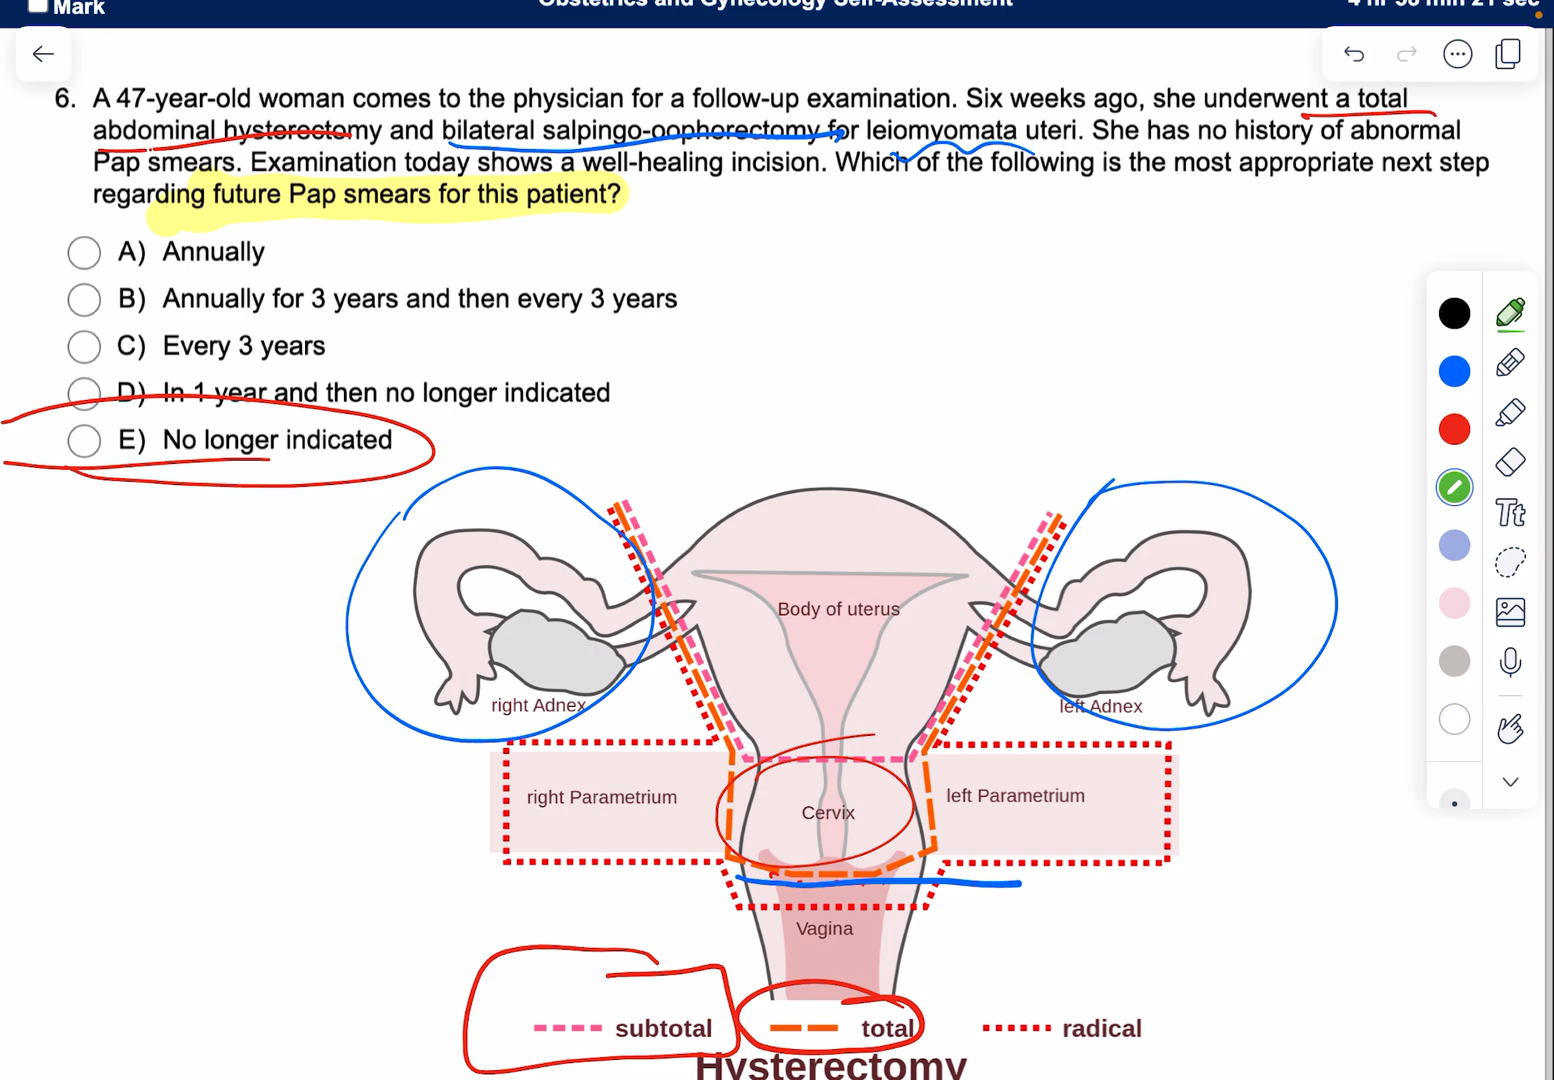 Mark
Obstetrics and Gynecology Self-Assessment
4 hr 58 min 21 sec
6. A 47-year-old woman comes to the physician for a follow-up examination. Six weeks ago, she underwent a total
abdominal hysterectomy and bilateral salpingo-oophorectomy for leiomyomata uteri. She has no history of abnormal
Pap smears. Examination today shows a well-healing incision. Which of the following is the most appropriate next step
regarding future Pap smears for this patient?
A) Annually
B) Annually for 3 years and then every 3 years
C) Every 3 years
D) In 1 year and then no longer indicated
E) No longer indicated
Tt
Body of uterus
right Adnex
left Adnex
right Parametrium
Cervix
left Parametrium
Vagina
subtotal
total
radical
Hysterectomy